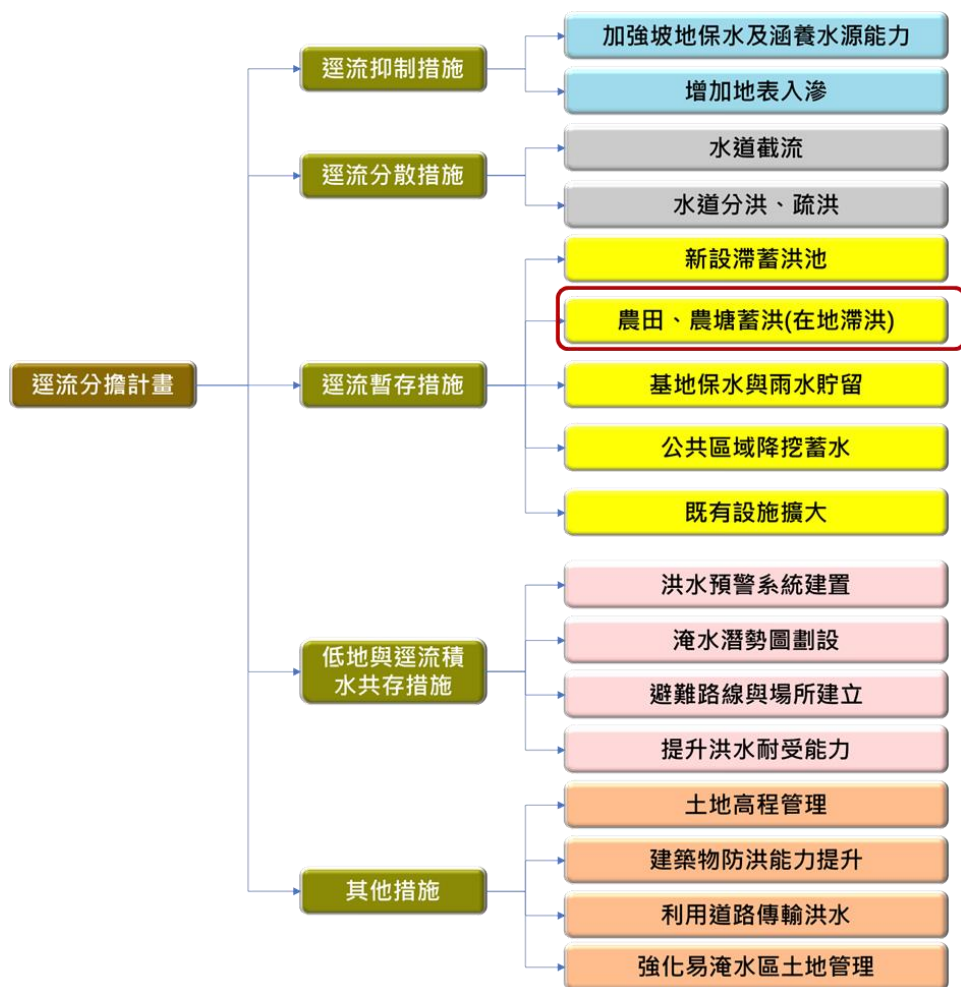 逕流分擔計畫
逕流抑制措施
加強坡地保水及涵養水源能力
增加地表入滲
逕流分散措施
水道截流
水道分洪、疏洪
逕流暫存措施
新設滯蓄洪池
農田、農塘蓄洪(在地滯洪)
基地保水與雨水貯留
公共區域降挖蓄水
既有設施擴大
低地與逕流積
水共存措施
洪水預警系統建置
淹水潛勢圖劃設
避難路線與場所建立
提升洪水耐受能力
其他措施
土地高程管理
建築物防洪能力提升
利用道路傳輸洪水
強化易淹水區土地管理